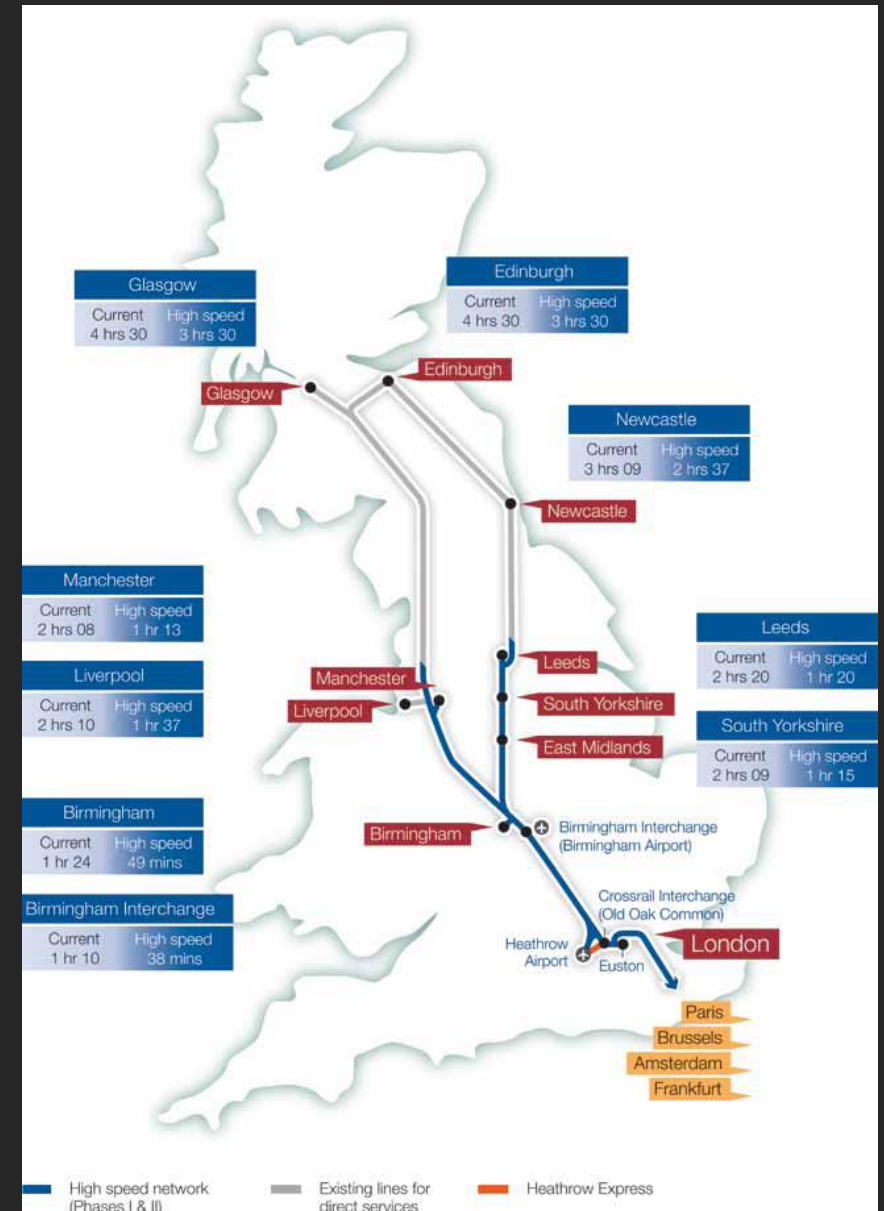 Glasgow
Current High speed
4 hrs 30 3 hrs 30
Edinburgh
Current High speed
4 hrs 30 3 hrs 30
Edinburgh
Glasgow
Newcastle
Current High speed
3 hrs 09 2 hrs 37
Newcastle
Manchester
Current High speed
2 hrs 08 1 hr 13
Liverpool
Current High speed
2 hrs 10 1 hr 37
Leeds
Current High speed
2 hrs 20 1 hr 20
South Yorkshire
Current High speed
2 hrs 09 1 hr 15
Leeds
Manchester
South Yorkshire
Liverpool
East Midlands
Birmingham
Current High speed
1 hr 24 49 mins
Birmingham
Birmingham Interchange
(Birmingham Airport)
Birmingham Interchange
Current High speed
1 hr 10 38 mins
Crossrail Interchange
(Old Oak Common)
Heathrow
Airport
Euston
London
Paris
Brussels
Amsterdam
Frankfurt
High speed network
(Phases I & II)
Existing lines for
direct services
Heathrow Express